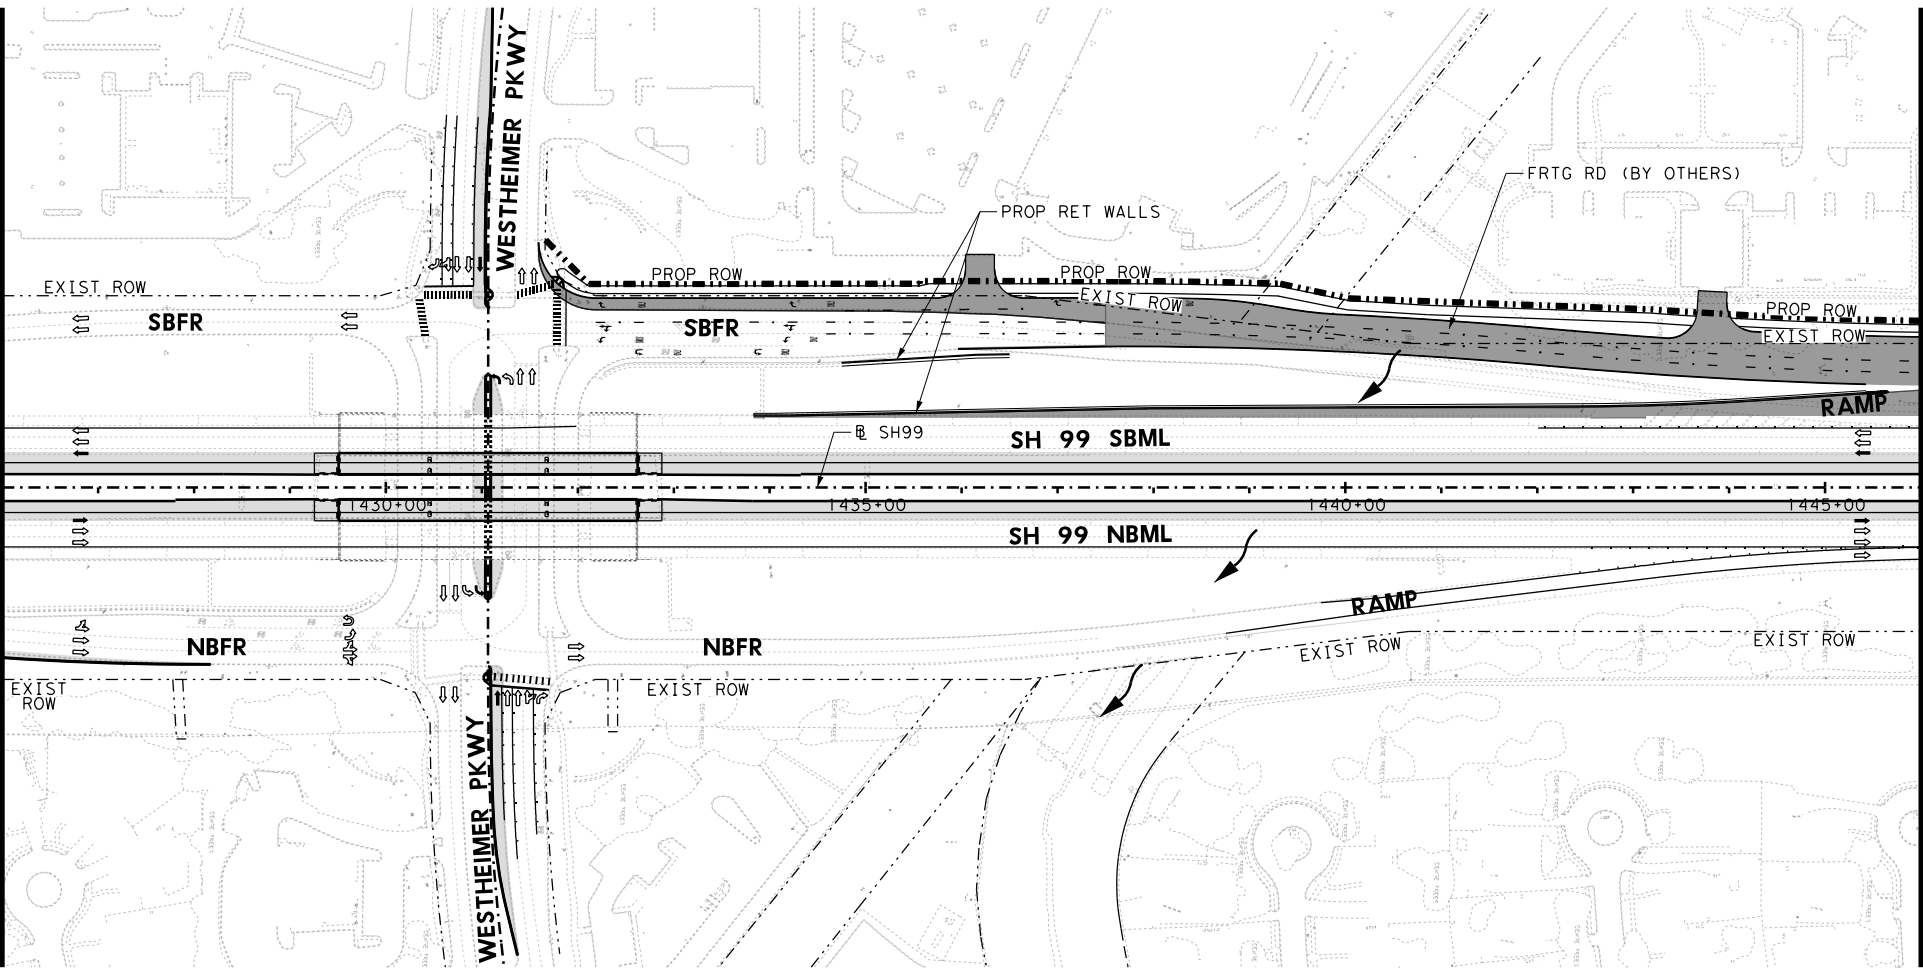 WESTHEIMER PKWY
FRTG RD (BY OTHERS)
PROP RET WALLS
PROP ROW
PROP ROW
EXIST ROW
EXIST ROW
PROP ROW
SBFR
SBFR
EXIST ROW
RAMP
℄ SH99
SH 99 SBML
1430+00
1435+00
1440+00
1445+00
SH 99 NBML
RAMP
NBFR
NBFR
EXIST ROW
EXIST ROW
EXIST
ROW
EXIST ROW
WESTHEIMER PKWY